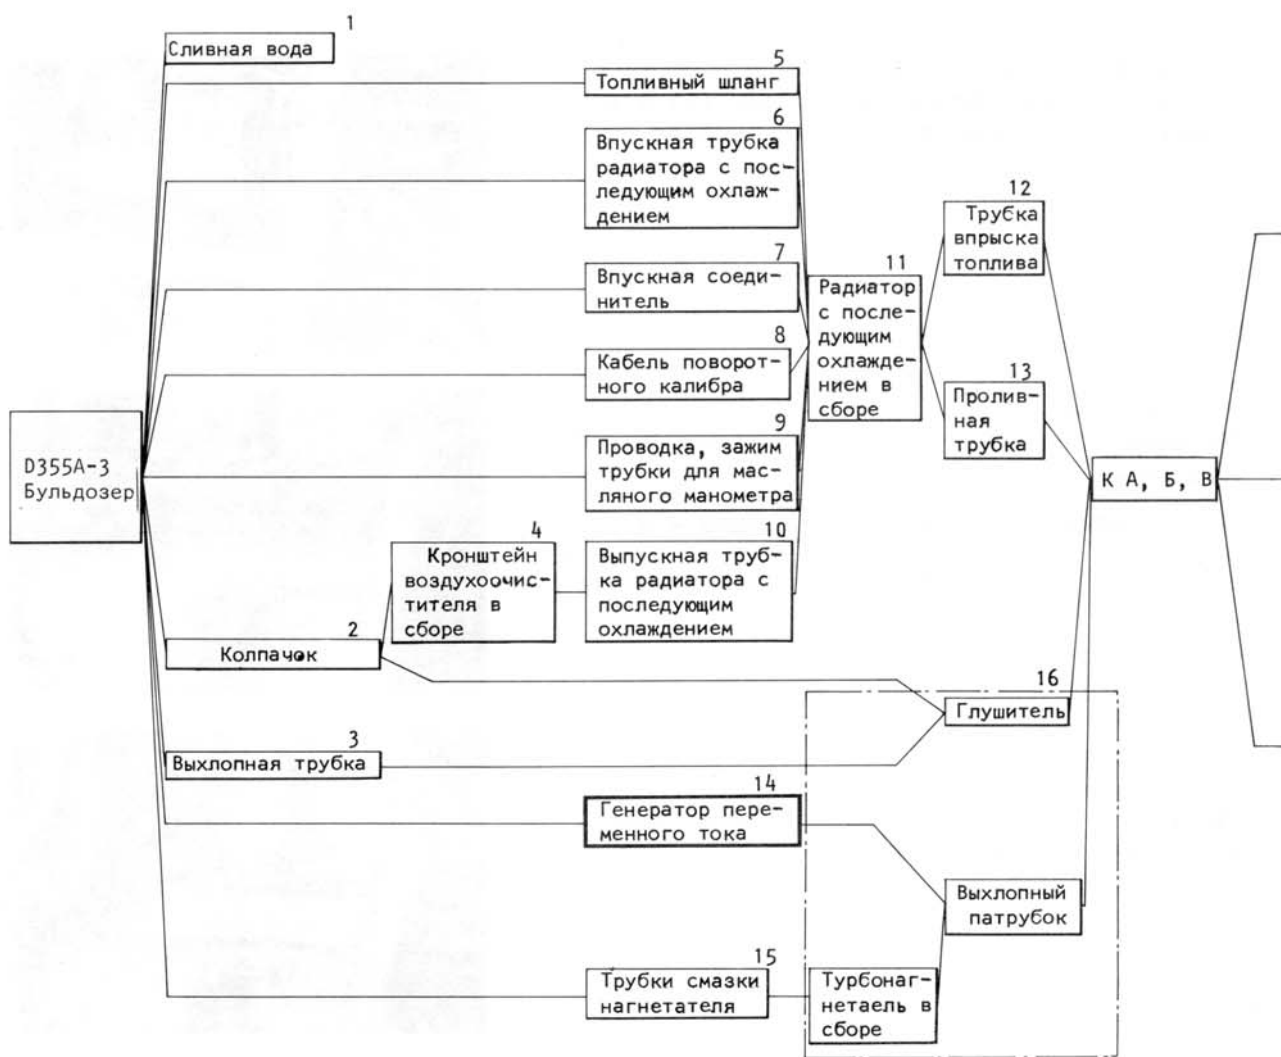 1
Сливная вода
5
Топливный шланг
6
Впускная трубка
радиатора с пос-
ледующим охлаж-
дением
12
Трубка
впрыска
топлива
7
Впускная соеди-
нитель
11
Радиатор
с после-
дующим
охлажде-
нием в
сборе
8
Кабель поворот-
ного калибра
13
Пролив-
ная
трубка
9
Проводка, зажим
трубки для мас-
ляного манометра
D355A-3
Бульдозер
К А, Б, В
4
Кронштейн
воздухоочис-
тителя в
сборе
10
Выпускная труб-
ка радиатора с
последующим
охлаждением
2
Колпачок
16
Глушитель
3
Выхлопная трубка
14
Генератор пере-
менного тока
Выхлопный
патрубок
15
Трубки смазки
нагнетателя
Турбонаг-
нетаель в
сборе